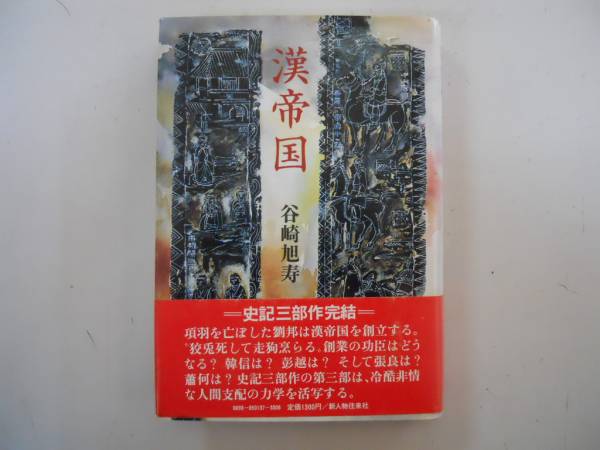 漢帝国
谷崎旭寿
史記三部作完結
項羽を亡ぼした劉邦は漢帝国を創立する。
"狡兎死して走狗烹らる。創業の功臣はどう
なる? 韓信は? 彭越は? そして張良は?
蕭何は? 史記三部作の第三部は、冷酷非情
な人間支配の力学を活写する。
定価1300円/新人物往来社